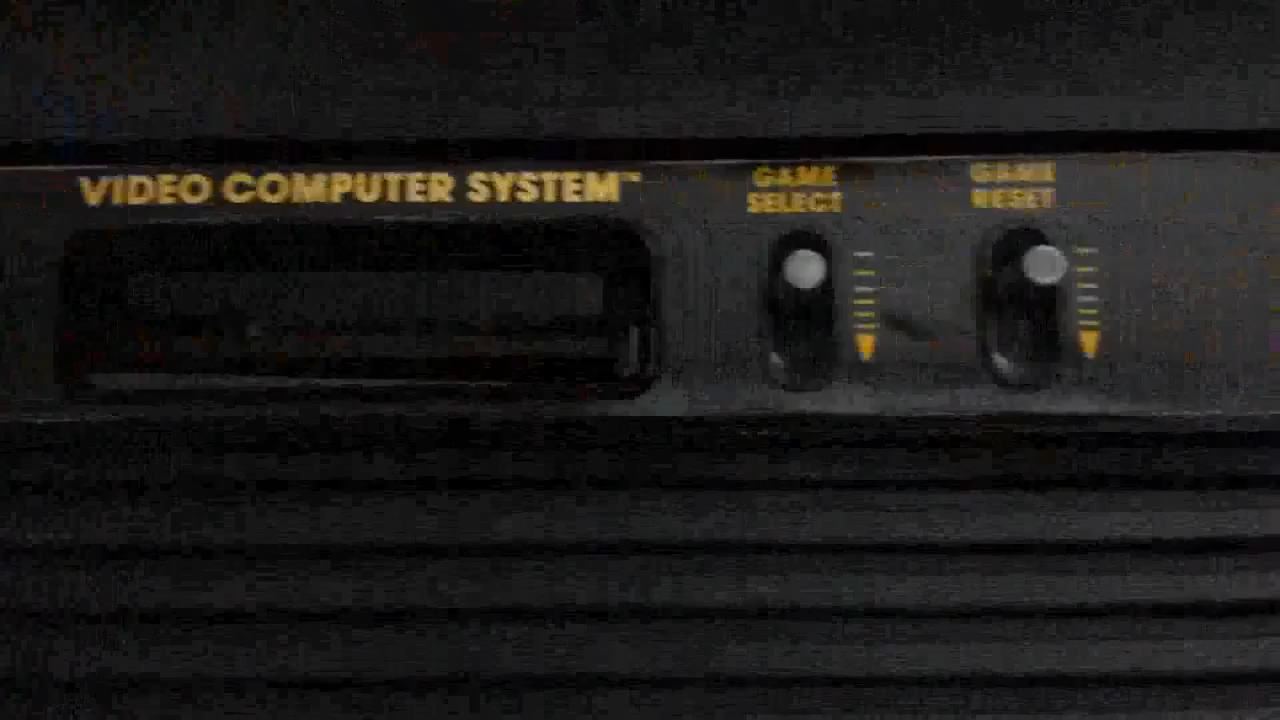 VIDEO COMPUTER SYSTEM™
GAME
SELECT
GAME
RESET